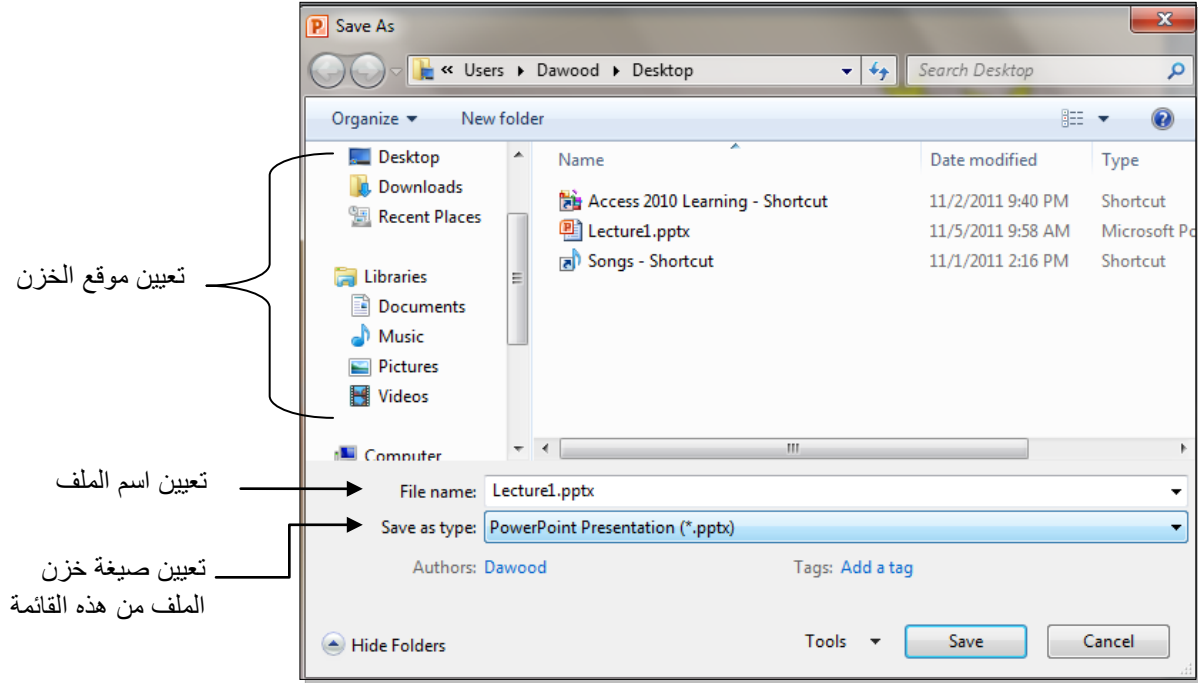 Save As
« Users ▸ Dawood ▸ Desktop
Search Desktop
Organize ▾ New folder
Desktop
Downloads
Recent Places
Libraries
Documents
Music
Pictures
Videos
Computer
Name Date modified Type
Access 2010 Learning - Shortcut 11/2/2011 9:40 PM Shortcut
Lecture1.pptx 11/5/2011 9:58 AM Microsoft Po
Songs - Shortcut 11/1/2011 2:16 PM Shortcut
تعيين موقع الخزن
تعيين اسم الملف
File name: Lecture1.pptx
Save as type: PowerPoint Presentation (*.pptx)
تعيين صيغة خزن
الملف من هذه القائمة
Authors: Dawood Tags: Add a tag
Hide Folders Tools ▾ Save Cancel